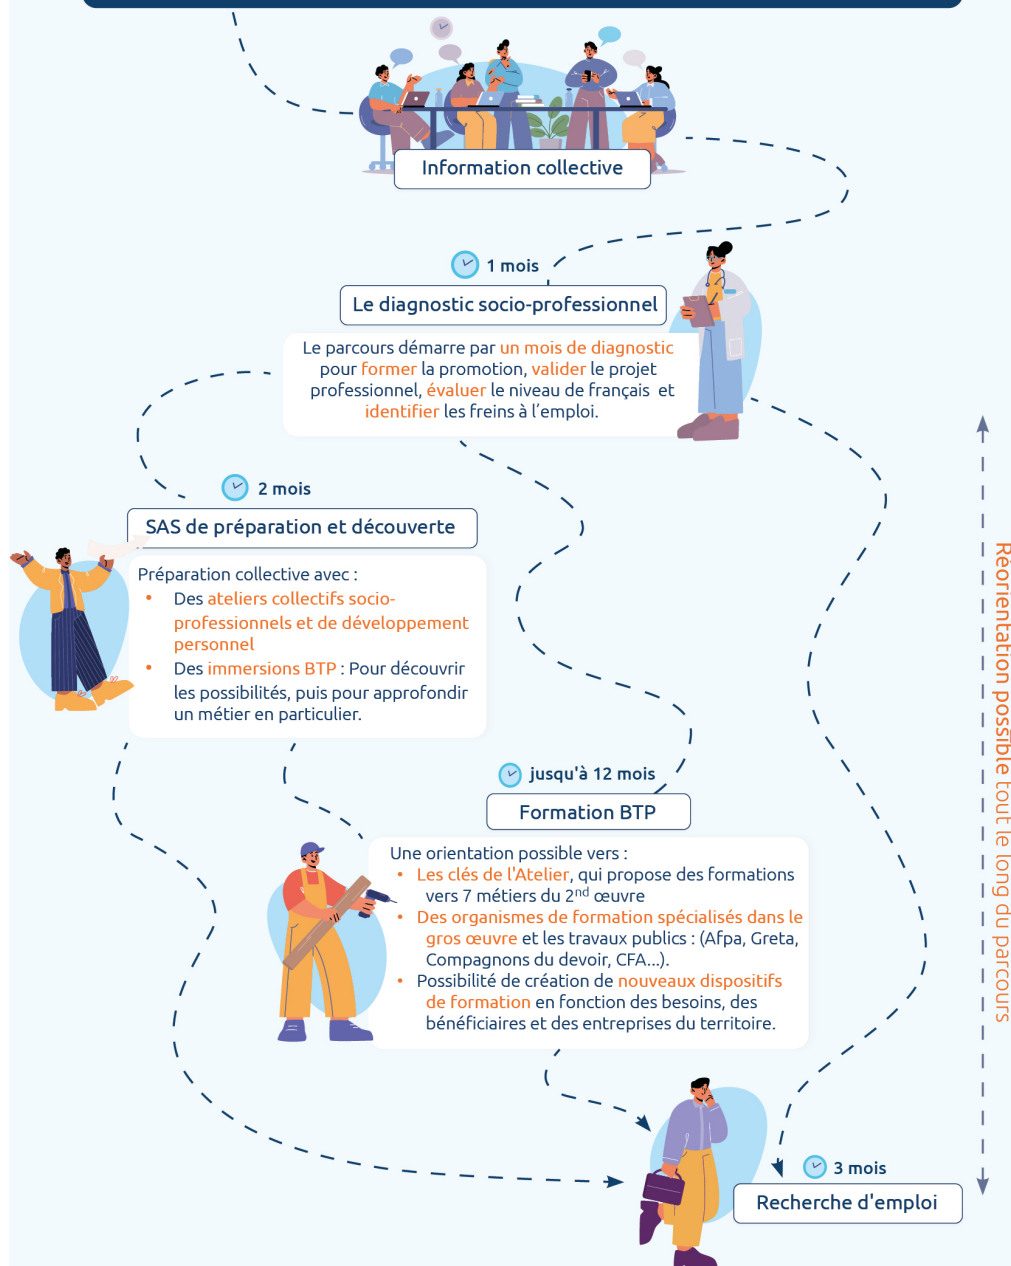 Information collective
1 mois
Le diagnostic socio-professionnel
Le parcours démarre par un mois de diagnostic
pour former la promotion, valider le projet
professionnel, évaluer le niveau de français et
identifier les freins à l'emploi.
2 mois
SAS de préparation et découverte
Préparation collective avec :
• Des ateliers collectifs socio-
professionnels et de développement
personnel
• Des immersions BTP : Pour découvrir
les possibilités, puis pour approfondir
un métier en particulier.
jusqu'à 12 mois
Formation BTP
Une orientation possible vers :
• Les clés de l'Atelier, qui propose des formations
vers 7 métiers du 2nd œuvre
• Des organismes de formation spécialisés dans le
gros œuvre et les travaux publics : (Afpa, Greta,
Compagnons du devoir, CFA...).
• Possibilité de création de nouveaux dispositifs
de formation en fonction des besoins, des
bénéficiaires et des entreprises du territoire.
3 mois
Recherche d'emploi
Réorientation possible tout le long du parcours